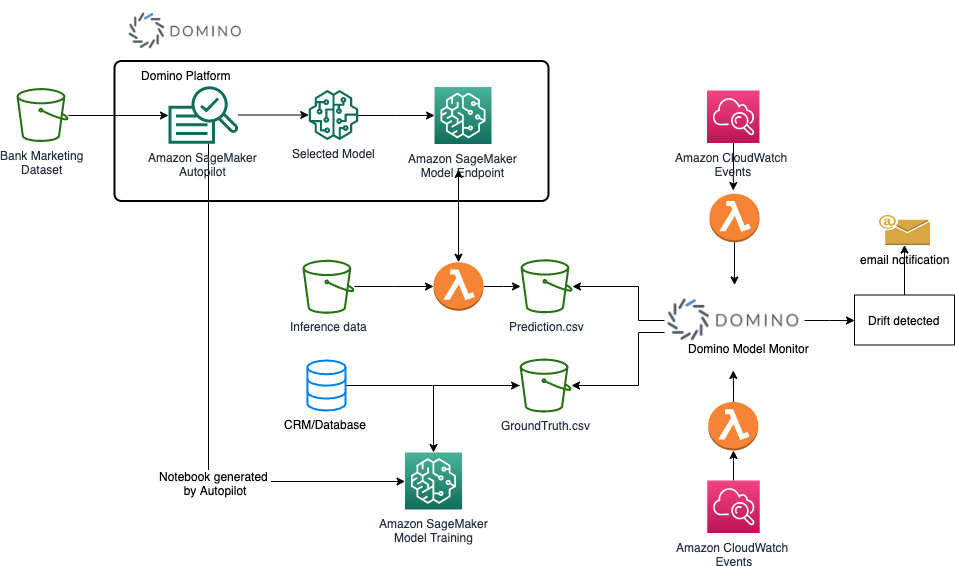 DOMINO
Domino Platform
Bank Marketing
Dataset
Amazon SageMaker
Autopilot
Selected Model
Amazon SageMaker
Model Endpoint
Amazon CloudWatch
Events
@
email notification
Inference data
Prediction.csv
DOMINO
Domino Model Monitor
Drift detected
CRM/Database
GroundTruth.csv
Notebook generated
by Autopilot
Amazon SageMaker
Model Training
Amazon CloudWatch
Events